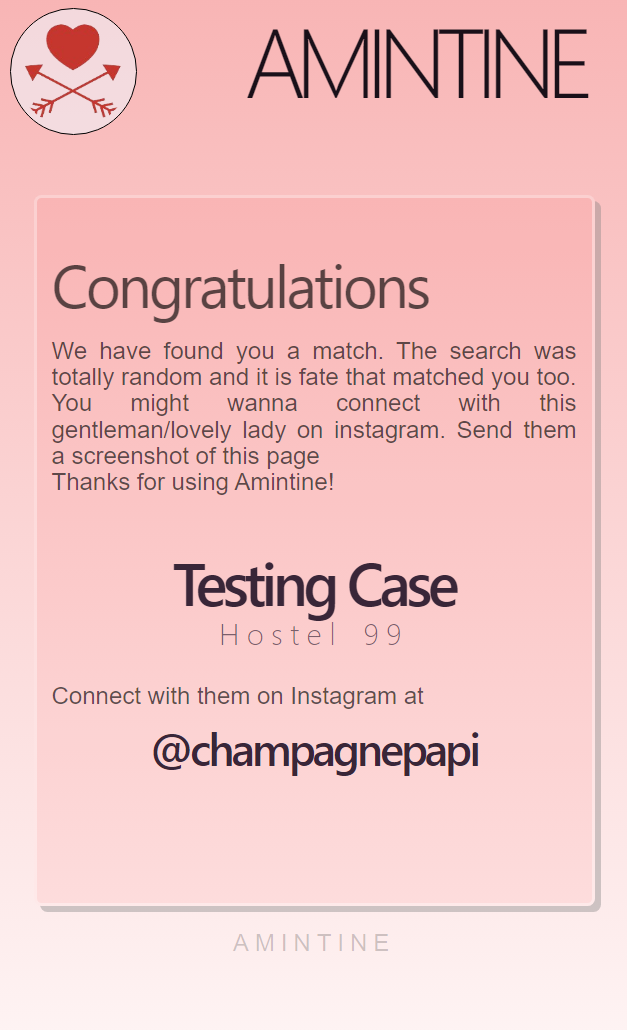 AMINTINE
Congratulations
We have found you a match. The search was
totally random and it is fate that matched you too.
You might wanna connect with this
gentleman/lovely lady on instagram. Send them
a screenshot of this page
Thanks for using Amintine!
Testing Case
Hostel 99
Connect with them on Instagram at
@champagnepapi
AMINTINE